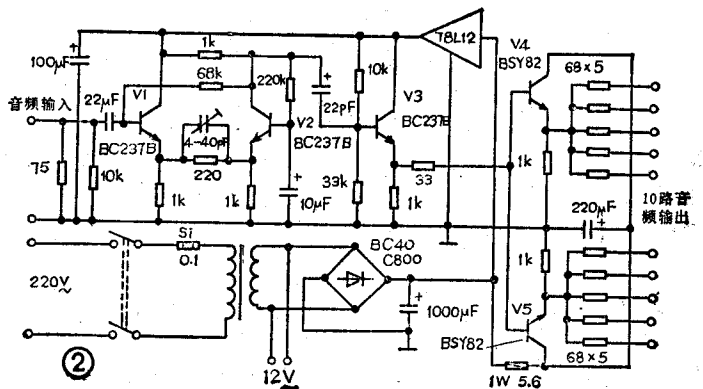 78L12
V4
BSY82
68×5
1k
100μF
V1
68k
220k
10k
音频输入
22μF
22pF
V3
BC237B
4-40pF
V2
BC237B
BC237B
75
10k
220
33k
33
1k
1k
1k
10μF
1k
1k
220μF
10路音
频输出
Si
0.1
BC40
C800
1k
220V
~
1000μF
V5
BSY82
12V
~
1W 5.6
68×5
②